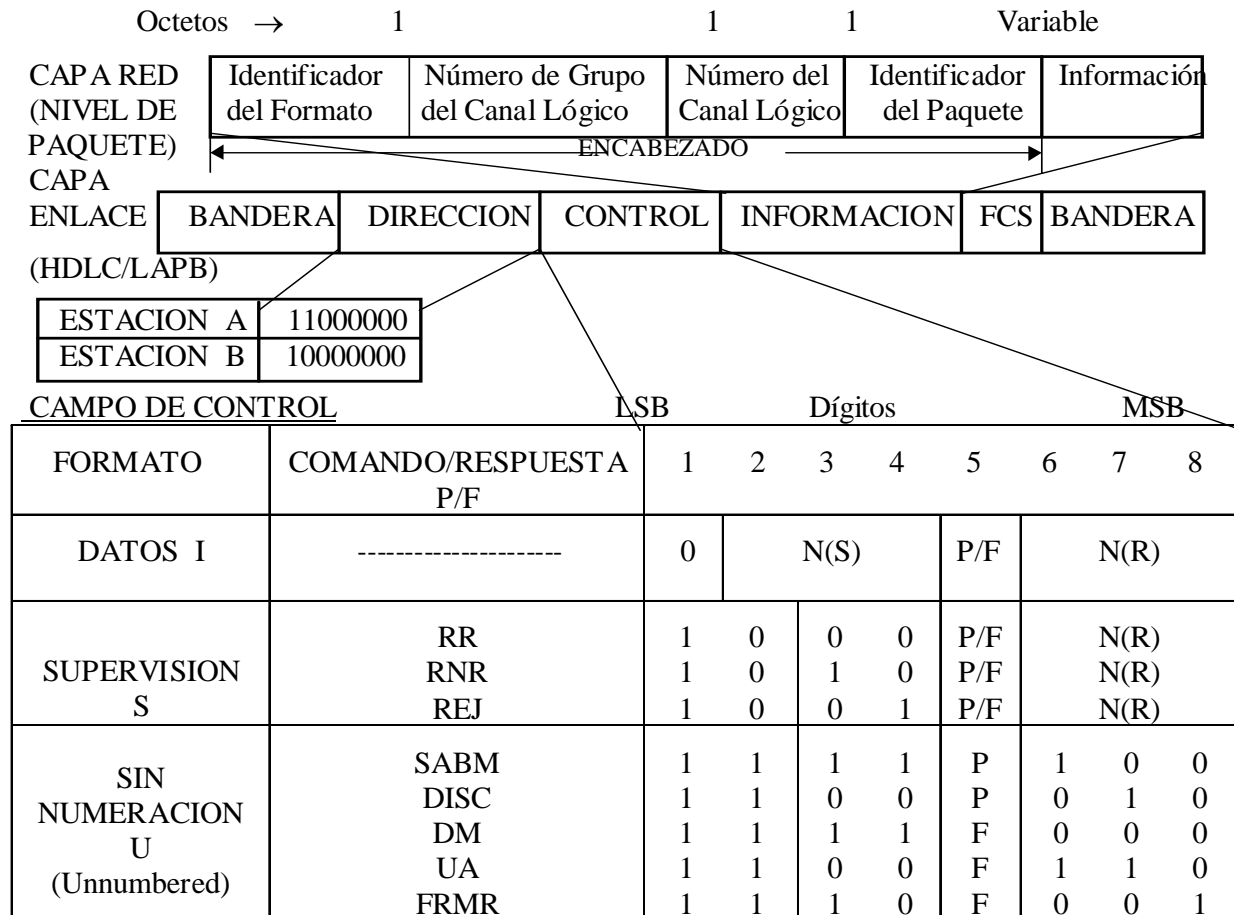 Octetos → 1 1 1 Variable
CAPA RED Identificador Número de Grupo Número del Identificador Información
(NIVEL DE del Formato del Canal Lógico Canal Lógico del Paquete
PAQUETE) ENCABEZADO
CAPA
ENLACE BANDERA DIRECCION CONTROL INFORMACION FCS BANDERA
(HDLC/LAPB)
ESTACION A 11000000
ESTACION B 10000000
CAMPO DE CONTROL LSB Dígitos MSB
FORMATO COMANDO/RESPUESTA 1 2 3 4 5 6 7 8
P/F
DATOS I ---------------------- 0 N(S) P/F N(R)
RR 1 0 0 0 P/F N(R)
SUPERVISION RNR 1 0 1 0 P/F N(R)
S REJ 1 0 0 1 P/F N(R)
SIN SABM 1 1 1 1 P 1 0 0
NUMERACION DISC 1 1 0 0 P 0 1 0
U DM 1 1 1 1 F 0 0 0
(Unnumbered) UA 1 1 0 0 F 1 1 0
FRMR 1 1 1 0 F 0 0 1